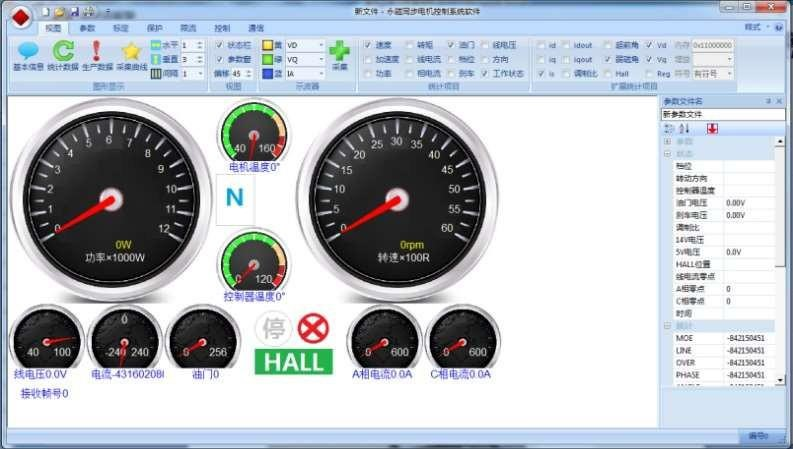 新文件 - 永磁同步电机控制系统软件
视图 参数 标定 保护 限流 控制 通信
样式
水平 1 状态栏 黄 VD 速度 转矩 油门 线电压 id idout 超前角 Vd 内存 0x11000000
垂直 3 参数窗 绿 VQ 加速度 线电流 档位 方向 iq iqout 弱磁角 Vq 增量
间隔 1 偏移 45 蓝 IA 功率 相电流 刹车 工作状态 is 调制比 Hall Reg 符号 有符号
基本信息 统计数据 生产数据 采集曲线 采集
图形显示 视图 示波器 统计项目 扩展统计项目
参数文件名
新参数文件
参数
状态
档位
转动方向
控制器温度
油门电压 0.00V
刹车电压 0.00V
调制比
14V电压
5V电压 0.0V
HALL位置
线电流零点
A相零点 0
C相零点 0
时间
统计
MOE -842150451
LINE -842150451
OVER -842150451
PHASE -842150451
0 1 2 3 4 5 6 7 8 9 10 11 12
0W
功率×1000W
40 160
电机温度0°
N
0 120
控制器温度0°
0 5 10 15 20 25 30 35 40 45 50 55 60
0rpm
转速×100R
40 100
线电压0.0V
0
-240 240
电流-43160208
0 256
油门0
停
HALL
0 600
A相电流0.0A
0 600
C相电流0.0A
接收帧号0
编号0